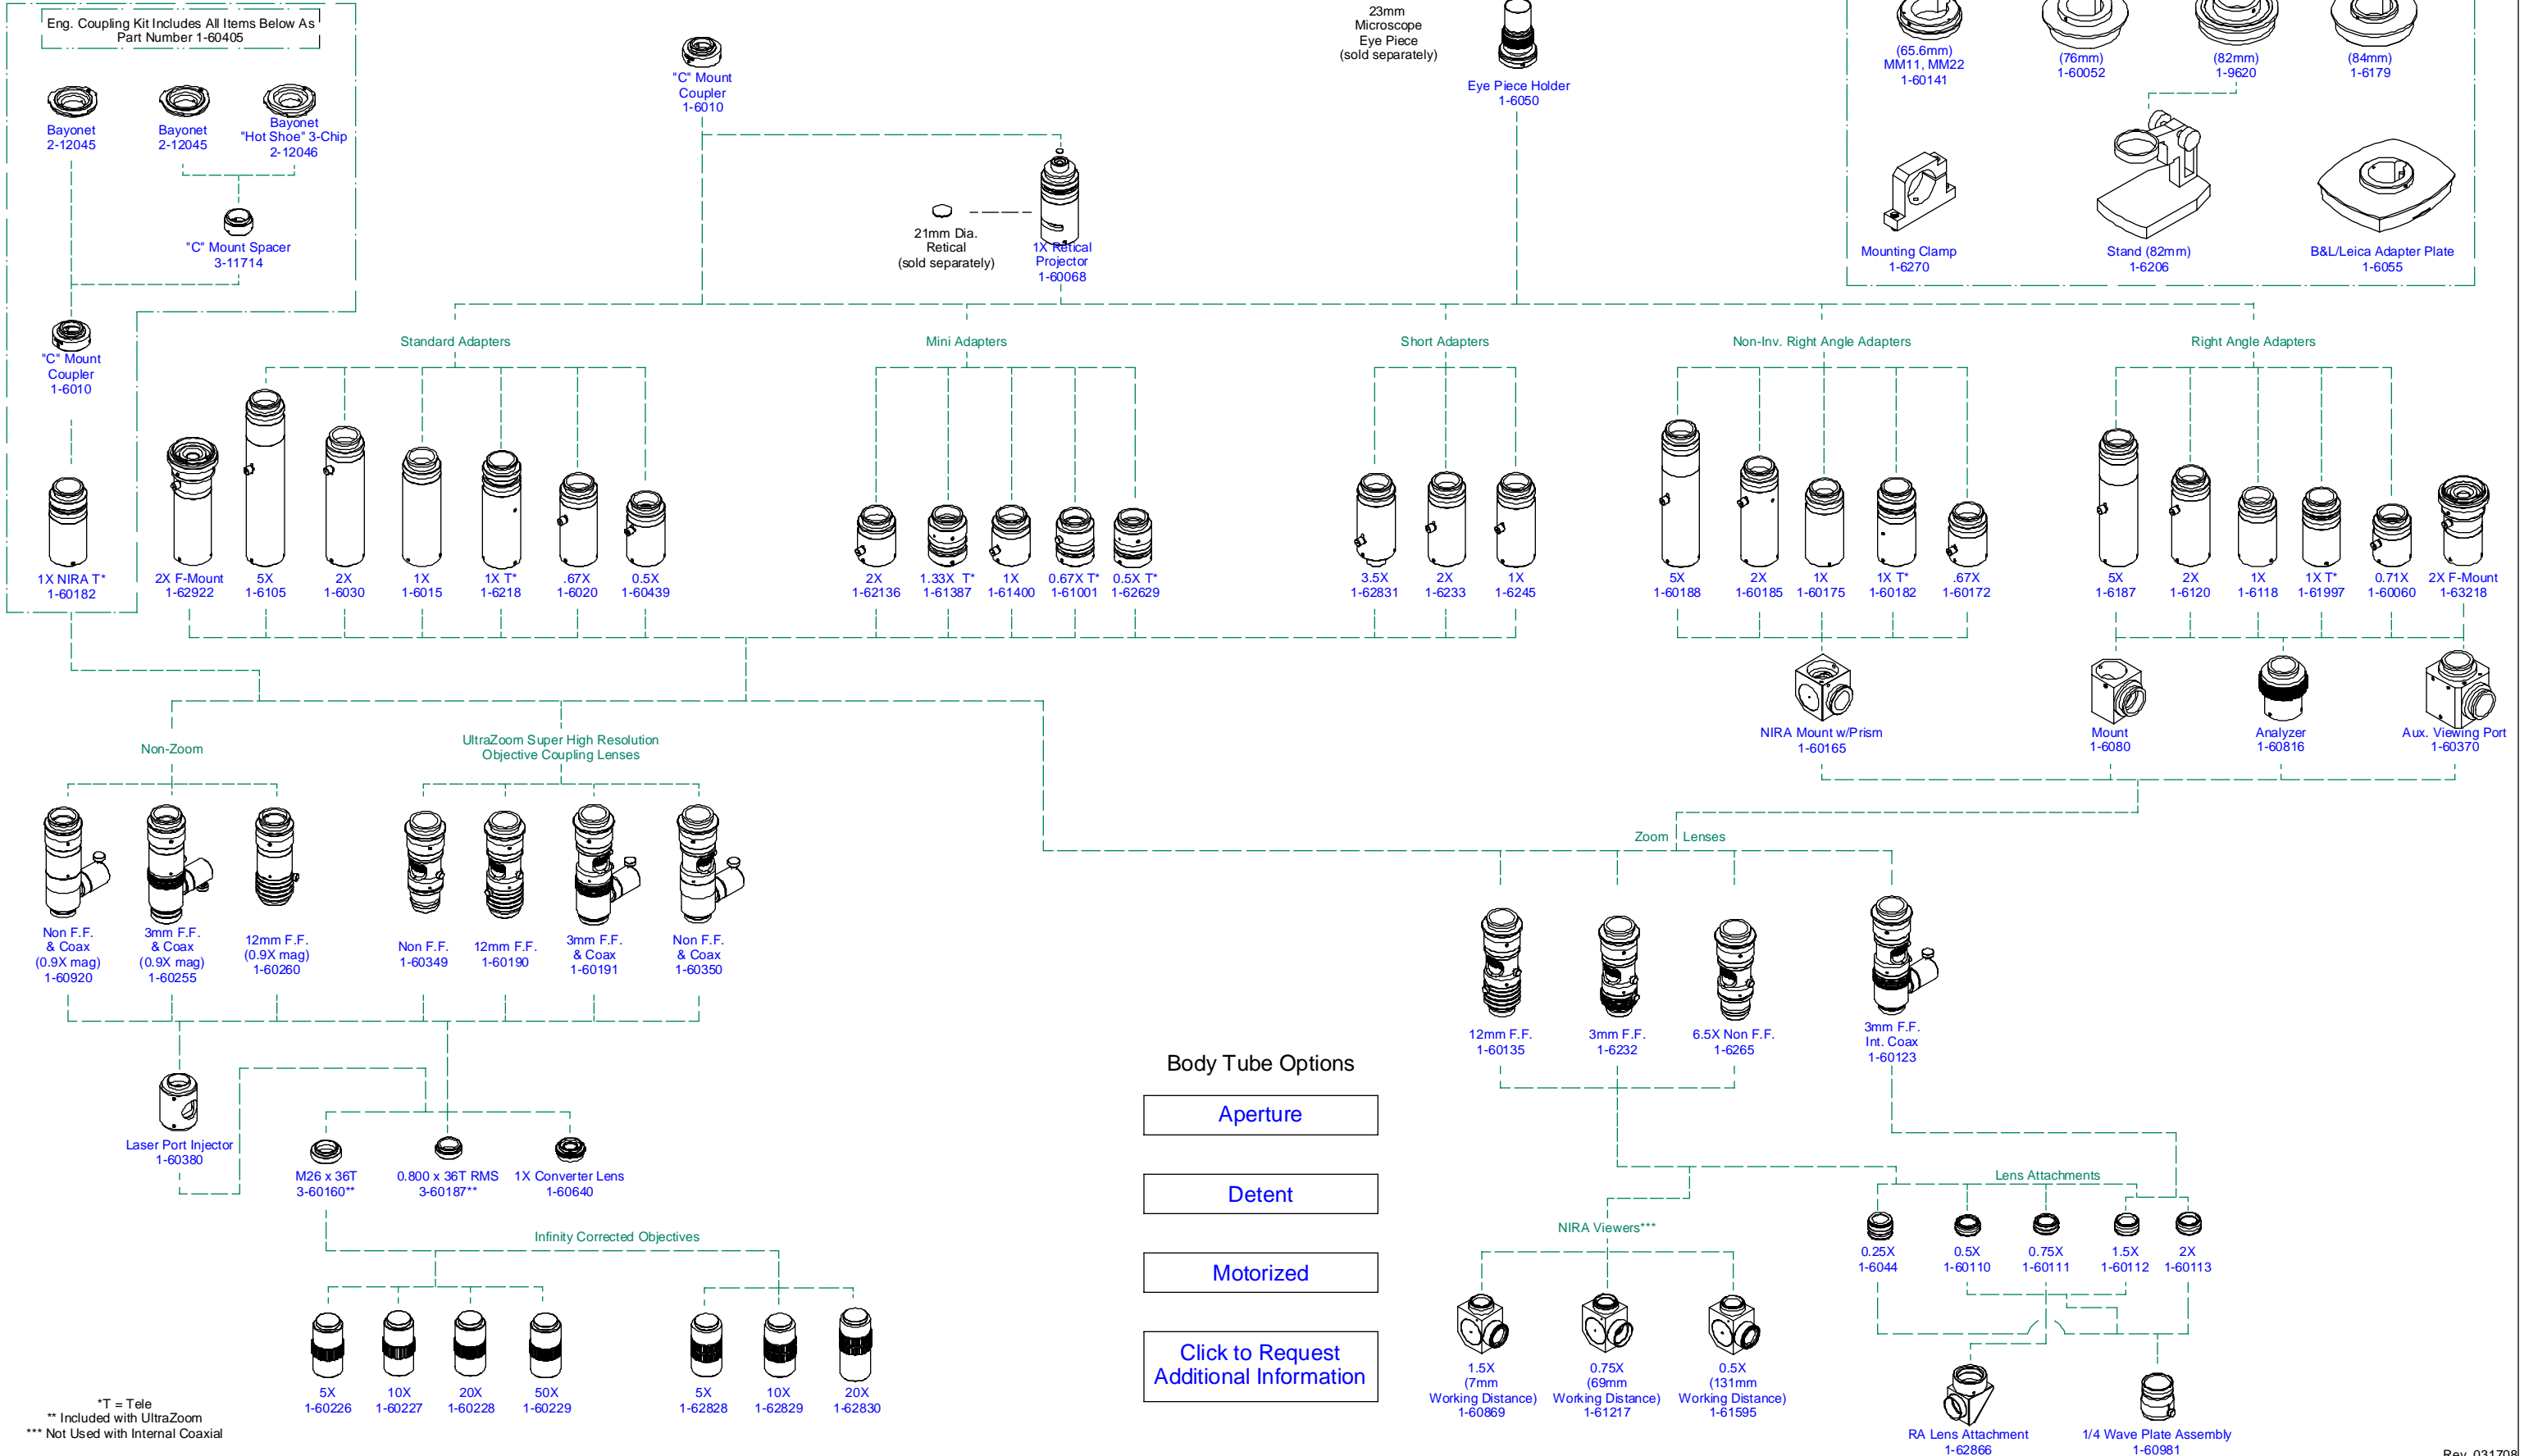 Eng. Coupling Kit Includes All Items Below As
Part Number 1-60405
Bayonet
2-12045
Bayonet
2-12045
Bayonet
"Hot Shoe" 3-Chip
2-12046
"C" Mount Spacer
3-11714
"C" Mount
Coupler
1-6010
1X NIRA T*
1-60182
"C" Mount
Coupler
1-6010
23mm
Microscope
Eye Piece
(sold separately)
Eye Piece Holder
1-6050
21mm Dia.
Retical
(sold separately)
1X Retical
Projector
1-60068
(65.6mm)
MM11, MM22
1-60141
(76mm)
1-60052
(82mm)
1-9620
(84mm)
1-6179
Mounting Clamp
1-6270
Stand (82mm)
1-6206
B&L/Leica Adapter Plate
1-6055
Standard Adapters
Mini Adapters
Short Adapters
Non-Inv. Right Angle Adapters
Right Angle Adapters
2X F-Mount
1-62922
5X
1-6105
2X
1-6030
1X
1-6015
1X T*
1-6218
.67X
1-6020
0.5X
1-60439
2X
1-62136
1.33X T*
1-61387
1X
1-61400
0.67X T*
1-61001
0.5X T*
1-62629
3.5X
1-62831
2X
1-6233
1X
1-6245
5X
1-60188
2X
1-60185
1X
1-60175
1X T*
1-60182
.67X
1-60172
5X
1-6187
2X
1-6120
1X
1-6118
1X T*
1-61997
0.71X
1-60060
2X F-Mount
1-63218
NIRA Mount w/Prism
1-60165
Mount
1-6080
Analyzer
1-60816
Aux. Viewing Port
1-60370
Non-Zoom
UltraZoom Super High Resolution
Objective Coupling Lenses
Zoom Lenses
Non F.F.
& Coax
(0.9X mag)
1-60920
3mm F.F.
& Coax
(0.9X mag)
1-60255
12mm F.F.
(0.9X mag)
1-60260
Non F.F.
1-60349
12mm F.F.
1-60190
3mm F.F.
& Coax
1-60191
Non F.F.
& Coax
1-60350
12mm F.F.
1-60135
3mm F.F.
1-6232
6.5X Non F.F.
1-6265
3mm F.F.
Int. Coax
1-60123
Laser Port Injector
1-60380
M26 x 36T
3-60160**
0.800 x 36T RMS
3-60187**
1X Converter Lens
1-60640
Infinity Corrected Objectives
5X
1-60226
10X
1-60227
20X
1-60228
50X
1-60229
5X
1-62828
10X
1-62829
20X
1-62830
Body Tube Options
Aperture
Detent
Motorized
Click to Request
Additional Information
NIRA Viewers***
1.5X
(7mm
Working Distance)
1-60869
0.75X
(69mm
Working Distance)
1-61217
0.5X
(131mm
Working Distance)
1-61595
Lens Attachments
0.25X
1-6044
0.5X
1-60110
0.75X
1-60111
1.5X
1-60112
2X
1-60113
RA Lens Attachment
1-62866
1/4 Wave Plate Assembly
1-60981
*T = Tele
** Included with UltraZoom
*** Not Used with Internal Coaxial
Rev. 031708